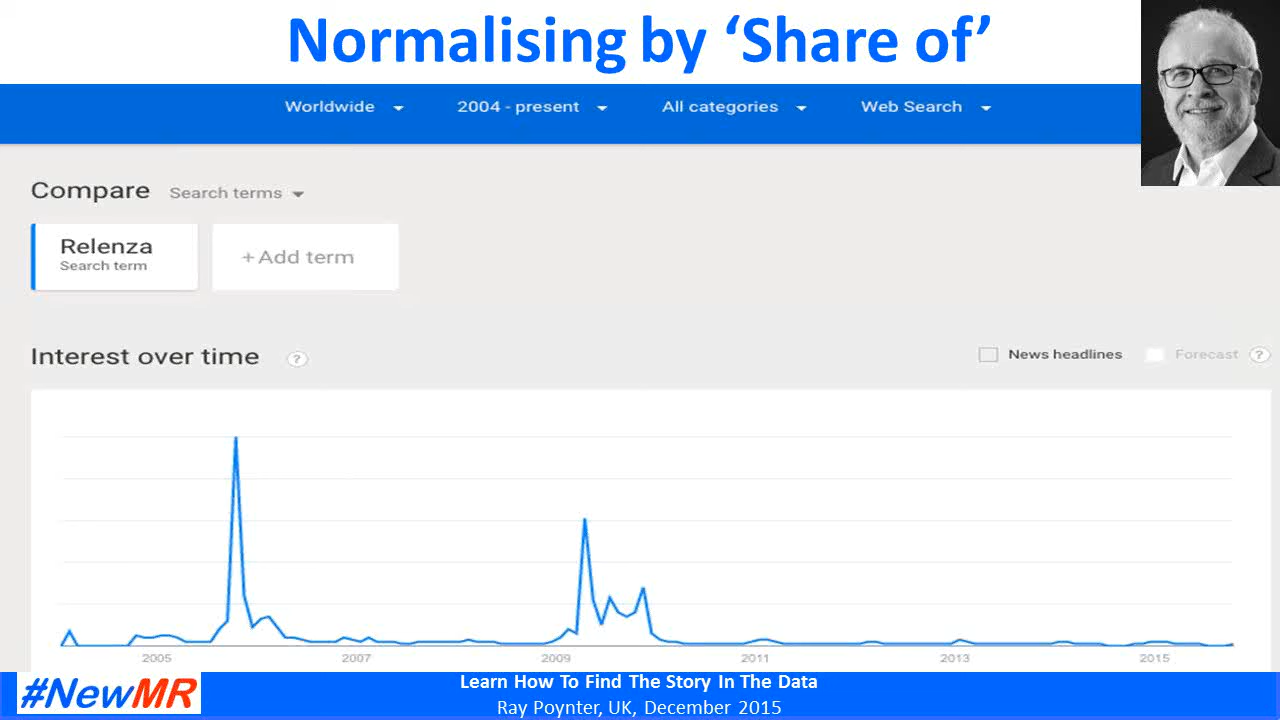 Normalising by ‘Share of’
Worldwide 2004 - present All categories Web Search
Compare Search terms
Relenza
Search term
+ Add term
Interest over time ?
News headlines Forecast ?
2005 2007 2009 2011 2013 2015
#NewMR
Learn How To Find The Story In The Data
Ray Poynter, UK, December 2015